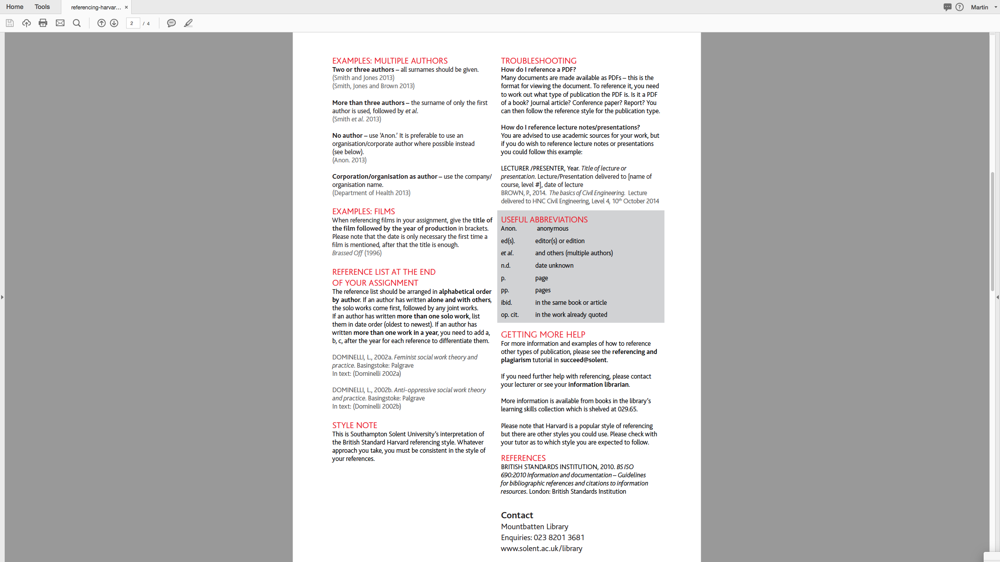 Home Tools referencing-harvar... × Martin
2 / 4
EXAMPLES: MULTIPLE AUTHORS
Two or three authors – all surnames should be given.
(Smith and Jones 2013)
(Smith, Jones and Brown 2013)
More than three authors – the surname of only the first
author is used, followed by et al.
(Smith et al. 2013)
No author – use ‘Anon.’ It is preferable to use an
organisation/corporate author where possible instead
(see below).
(Anon. 2013)
Corporation/organisation as author – use the company/
organisation name.
(Department of Health 2013)
EXAMPLES: FILMS
When referencing films in your assignment, give the title of
the film followed by the year of production in brackets.
Please note that the date is only necessary the first time a
film is mentioned, after that the title is enough.
Brassed Off (1996)
REFERENCE LIST AT THE END
OF YOUR ASSIGNMENT
The reference list should be arranged in alphabetical order
by author. If an author has written alone and with others,
the solo works come first, followed by any joint works.
If an author has written more than one solo work, list
them in date order (oldest to newest). If an author has
written more than one work in a year, you need to add a,
b, c, after the year for each reference to differentiate them.
DOMINELLI, L., 2002a. Feminist social work theory and
practice. Basingstoke: Palgrave
In text: (Dominelli 2002a)
DOMINELLI, L., 2002b. Anti-oppressive social work theory
and practice. Basingstoke: Palgrave
In text: (Dominelli 2002b)
STYLE NOTE
This is Southampton Solent University’s interpretation of
the British Standard Harvard referencing style. Whatever
approach you take, you must be consistent in the style of
your references.
TROUBLESHOOTING
How do I reference a PDF?
Many documents are made available as PDFs – this is the
format for viewing the document. To reference it, you need
to work out what type of publication the PDF is. Is it a PDF
of a book? Journal article? Conference paper? Report? You
can then follow the reference style for the publication type.
How do I reference lecture notes/presentations?
You are advised to use academic sources for your work, but
if you do wish to reference lecture notes or presentations
you could follow this example:
LECTURER /PRESENTER, Year. Title of lecture or
presentation. Lecture/Presentation delivered to [name of
course, level #], date of lecture
BROWN, P., 2014. The basics of Civil Engineering. Lecture
delivered to HNC Civil Engineering, Level 4, 10th October 2014
USEFUL ABBREVIATIONS
Anon. anonymous
ed(s). editor(s) or edition
et al. and others (multiple authors)
n.d. date unknown
p. page
pp. pages
ibid. in the same book or article
op. cit. in the work already quoted
GETTING MORE HELP
For more information and examples of how to reference
other types of publication, please see the referencing and
plagiarism tutorial in succeed@solent.
If you need further help with referencing, please contact
your lecturer or see your information librarian.
More information is available from books in the library’s
learning skills collection which is shelved at 029.65.
Please note that Harvard is a popular style of referencing
but there are other styles you could use. Please check with
your tutor as to which style you are expected to follow.
REFERENCES
BRITISH STANDARDS INSTITUTION, 2010. BS ISO
690:2010 Information and documentation – Guidelines
for bibliographic references and citations to information
resources. London: British Standards Institution
Contact
Mountbatten Library
Enquiries: 023 8201 3681
www.solent.ac.uk/library